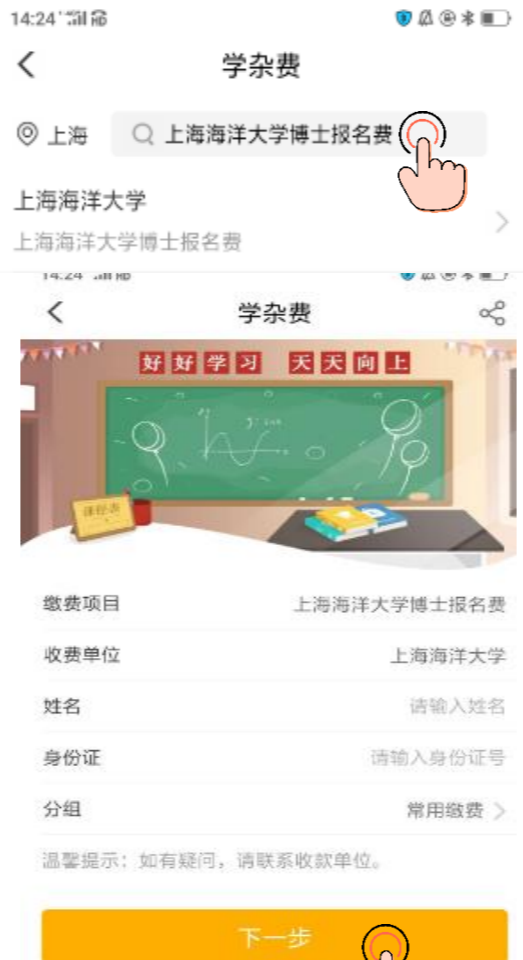 14:24
学杂费
上海 上海海洋大学博士报名费
上海海洋大学
上海海洋大学博士报名费
14:24
学杂费
好好学习 天天向上
课程表
缴费项目 上海海洋大学博士报名费
收费单位 上海海洋大学
姓名 请输入姓名
身份证 请输入身份证号
分组 常用缴费
温馨提示：如有疑问，请联系收款单位。
下一步